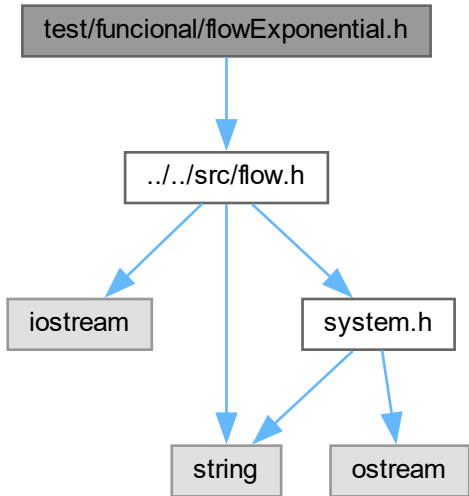 test/funcional/flowExponential.h
../../src/flow.h
iostream
system.h
string
ostream